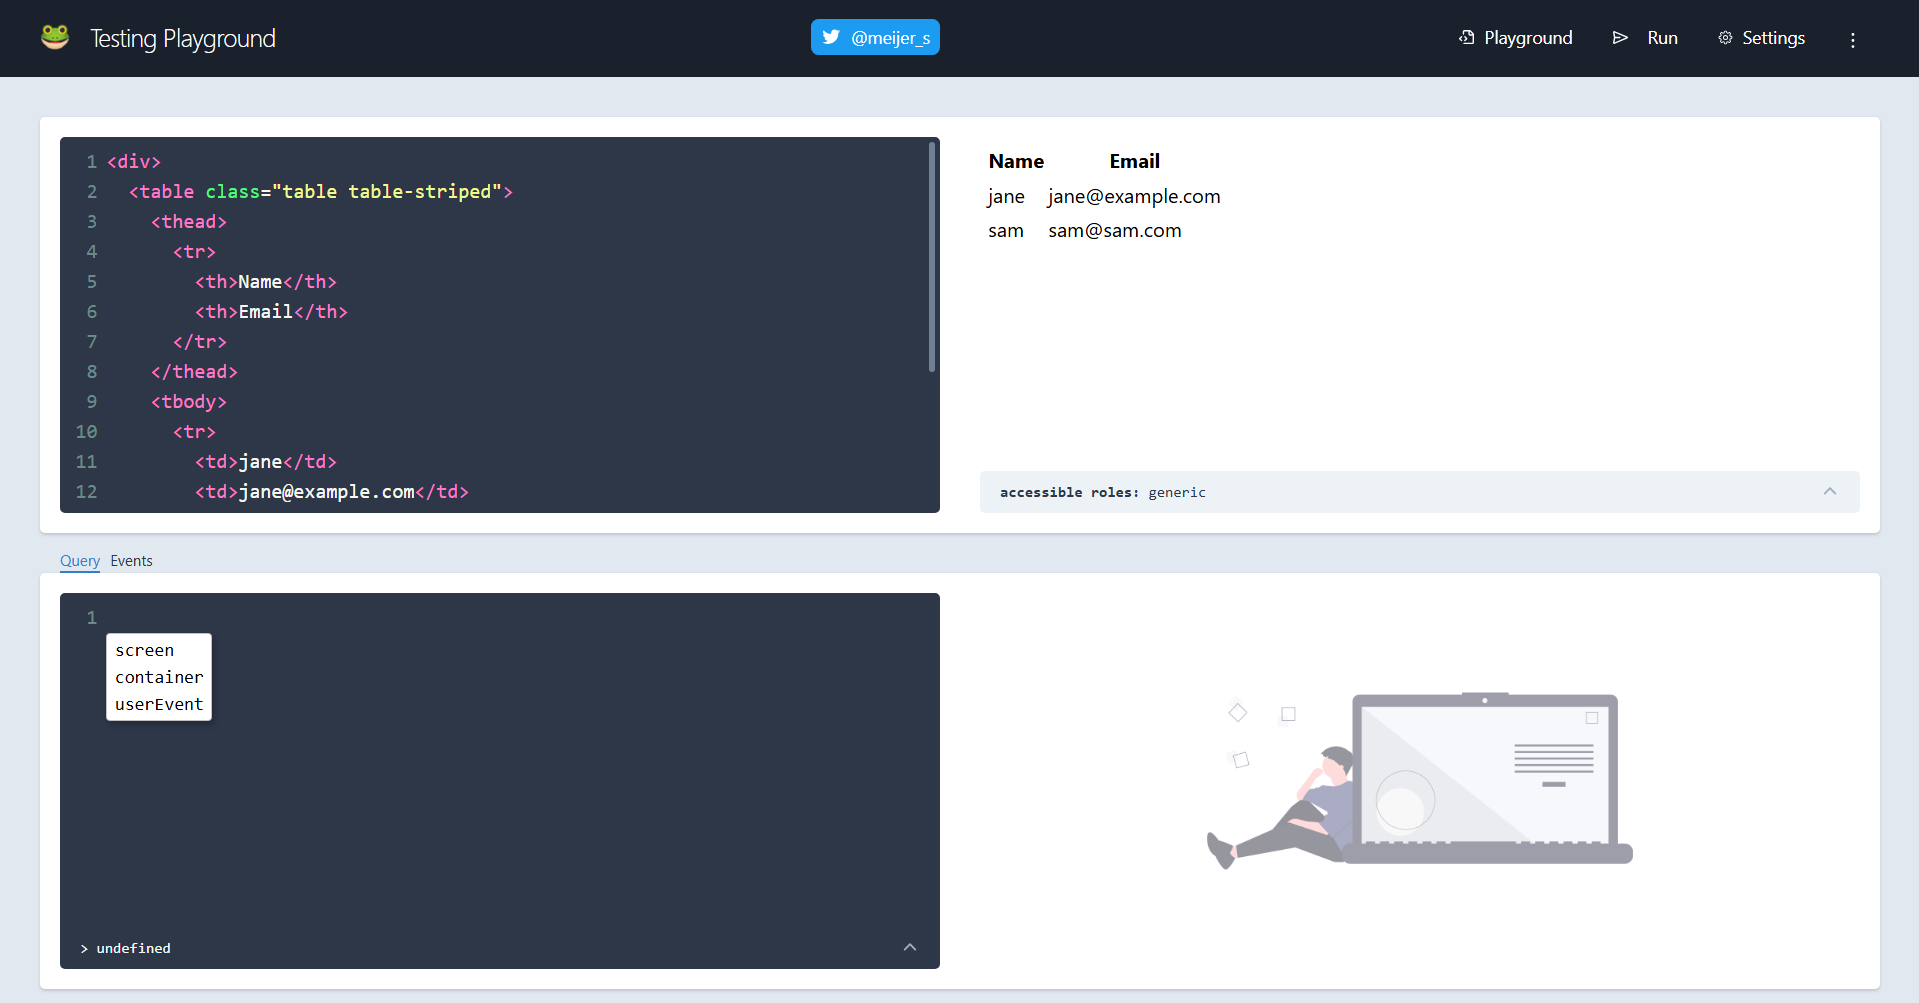 🐸 Testing Playground
@meijer_s
Playground Run Settings
1 <div>
2 <table class="table table-striped">
3 <thead>
4 <tr>
5 <th>Name</th>
6 <th>Email</th>
7 </tr>
8 </thead>
9 <tbody>
10 <tr>
11 <td>jane</td>
12 <td>jane@example.com</td>
Name Email
jane jane@example.com
sam sam@sam.com
accessible roles: generic
Query Events
1
screen
container
userEvent
> undefined